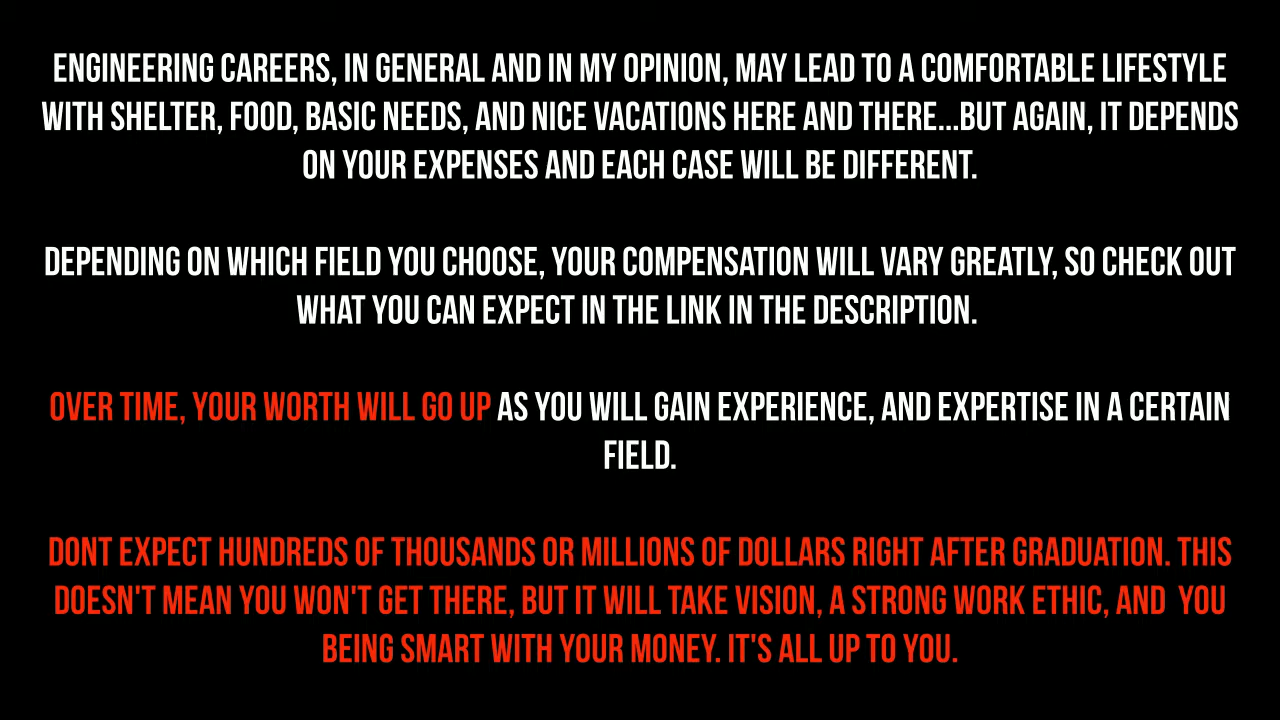 ENGINEERING CAREERS, IN GENERAL AND IN MY OPINION, MAY LEAD TO A COMFORTABLE LIFESTYLE
WITH SHELTER, FOOD, BASIC NEEDS, AND NICE VACATIONS HERE AND THERE...BUT AGAIN, IT DEPENDS
ON YOUR EXPENSES AND EACH CASE WILL BE DIFFERENT.
DEPENDING ON WHICH FIELD YOU CHOOSE, YOUR COMPENSATION WILL VARY GREATLY, SO CHECK OUT
WHAT YOU CAN EXPECT IN THE LINK IN THE DESCRIPTION.
OVER TIME, YOUR WORTH WILL GO UP AS YOU WILL GAIN EXPERIENCE, AND EXPERTISE IN A CERTAIN
FIELD.
DONT EXPECT HUNDREDS OF THOUSANDS OR MILLIONS OF DOLLARS RIGHT AFTER GRADUATION. THIS
DOESN'T MEAN YOU WON'T GET THERE, BUT IT WILL TAKE VISION, A STRONG WORK ETHIC, AND YOU
BEING SMART WITH YOUR MONEY. IT'S ALL UP TO YOU.